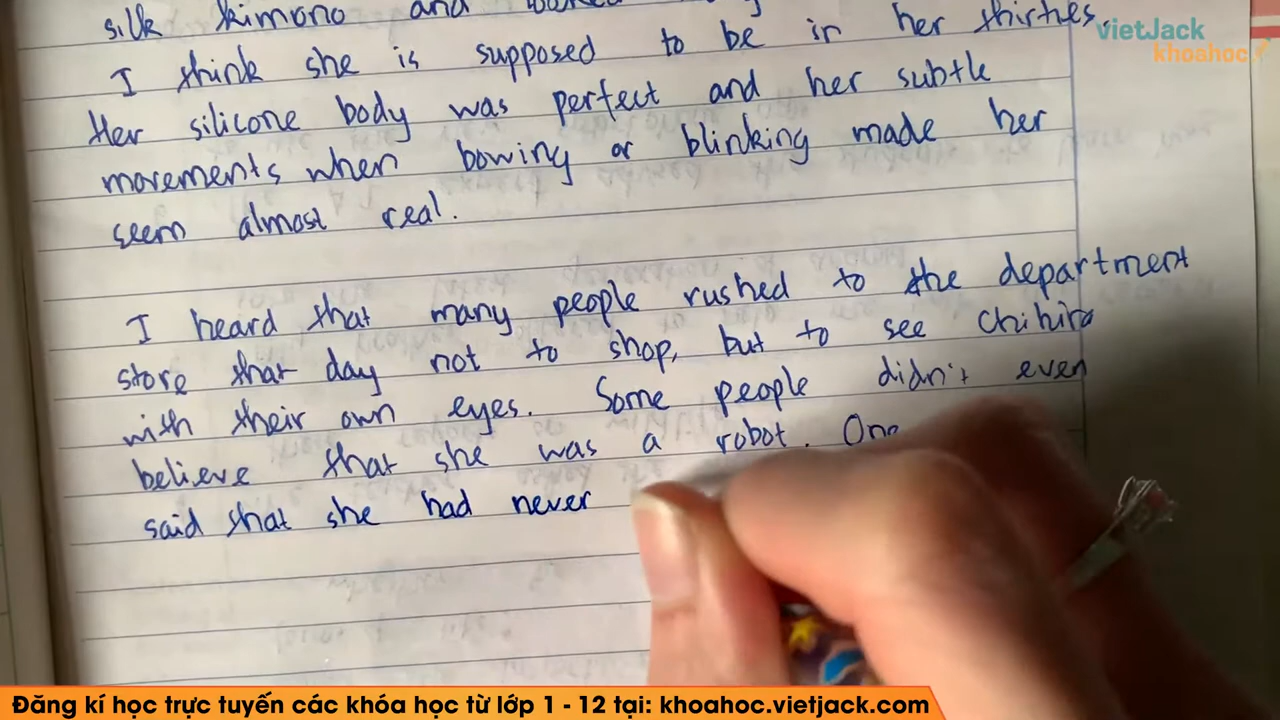 silk kimono and
I think she is supposed to be in her thirties.
Her silicone body was perfect and her subtle
movements when bowing or blinking made her
seem almost real.
I heard that many people rushed to the department
store that day not to shop, but to see Chihira
with their own eyes. Some people didn't even
believe that she was a robot. One
said that she had never
vietJack
khoahoc
Đăng kí học trực tuyến các khóa học từ lớp 1 - 12 tại: khoahoc.vietjack.com